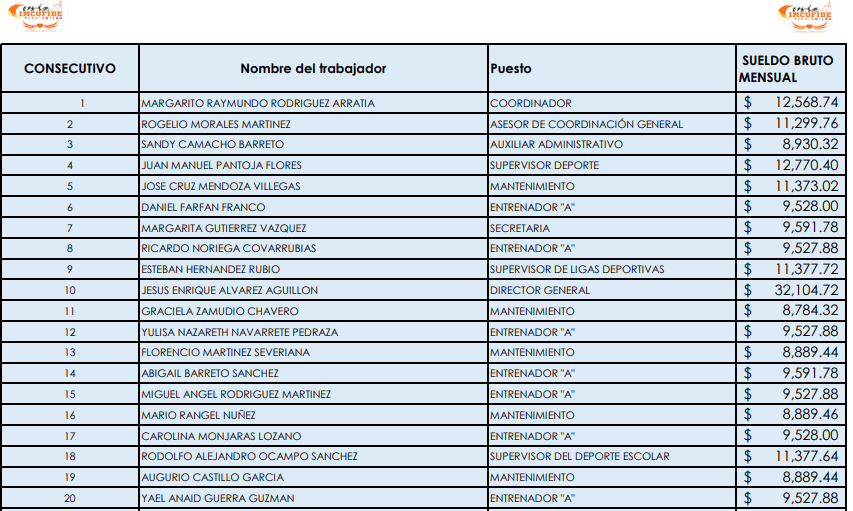 IMCUFIDE
IMCUFIDE
CONSECUTIVO Nombre del trabajador Puesto SUELDO BRUTO
MENSUAL
1 MARGARITO RAYMUNDO RODRIGUEZ ARRATIA COORDINADOR $ 12,568.74
2 ROGELIO MORALES MARTINEZ ASESOR DE COORDINACIÓN GENERAL $ 11,299.76
3 SANDY CAMACHO BARRETO AUXILIAR ADMINISTRATIVO $ 8,930.32
4 JUAN MANUEL PANTOJA FLORES SUPERVISOR DEPORTE $ 12,770.40
5 JOSE CRUZ MENDOZA VILLEGAS MANTENIMIENTO $ 11,373.02
6 DANIEL FARFAN FRANCO ENTRENADOR "A" $ 9,528.00
7 MARGARITA GUTIERREZ VAZQUEZ SECRETARIA $ 9,591.78
8 RICARDO NORIEGA COVARRUBIAS ENTRENADOR "A" $ 9,527.88
9 ESTEBAN HERNANDEZ RUBIO SUPERVISOR DE LIGAS DEPORTIVAS $ 11,377.72
10 JESUS ENRIQUE ALVAREZ AGUILLON DIRECTOR GENERAL $ 32,104.72
11 GRACIELA ZAMUDIO CHAVERO MANTENIMIENTO $ 8,784.32
12 YULISA NAZARETH NAVARRETE PEDRAZA ENTRENADOR "A" $ 9,527.88
13 FLORENCIO MARTINEZ SEVERIANA MANTENIMIENTO $ 8,889.44
14 ABIGAIL BARRETO SANCHEZ ENTRENADOR "A" $ 9,591.78
15 MIGUEL ANGEL RODRIGUEZ MARTINEZ ENTRENADOR "A" $ 9,527.88
16 MARIO RANGEL NUÑEZ MANTENIMIENTO $ 8,889.46
17 CAROLINA MONJARAS LOZANO ENTRENADOR "A" $ 9,528.00
18 RODOLFO ALEJANDRO OCAMPO SANCHEZ SUPERVISOR DEL DEPORTE ESCOLAR $ 11,377.64
19 AUGURIO CASTILLO GARCIA MANTENIMIENTO $ 8,889.44
20 YAEL ANAID GUERRA GUZMAN ENTRENADOR "A" $ 9,527.88